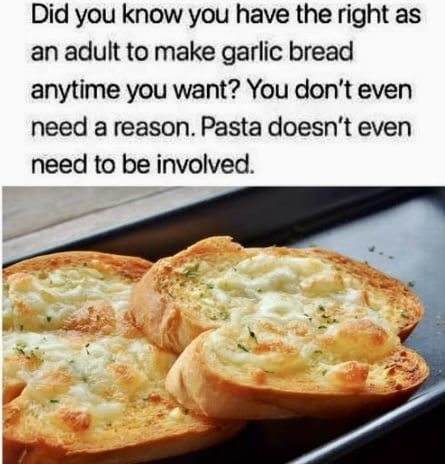 Did you know you have the right as
an adult to make garlic bread
anytime you want? You don't even
need a reason. Pasta doesn't even
need to be involved.